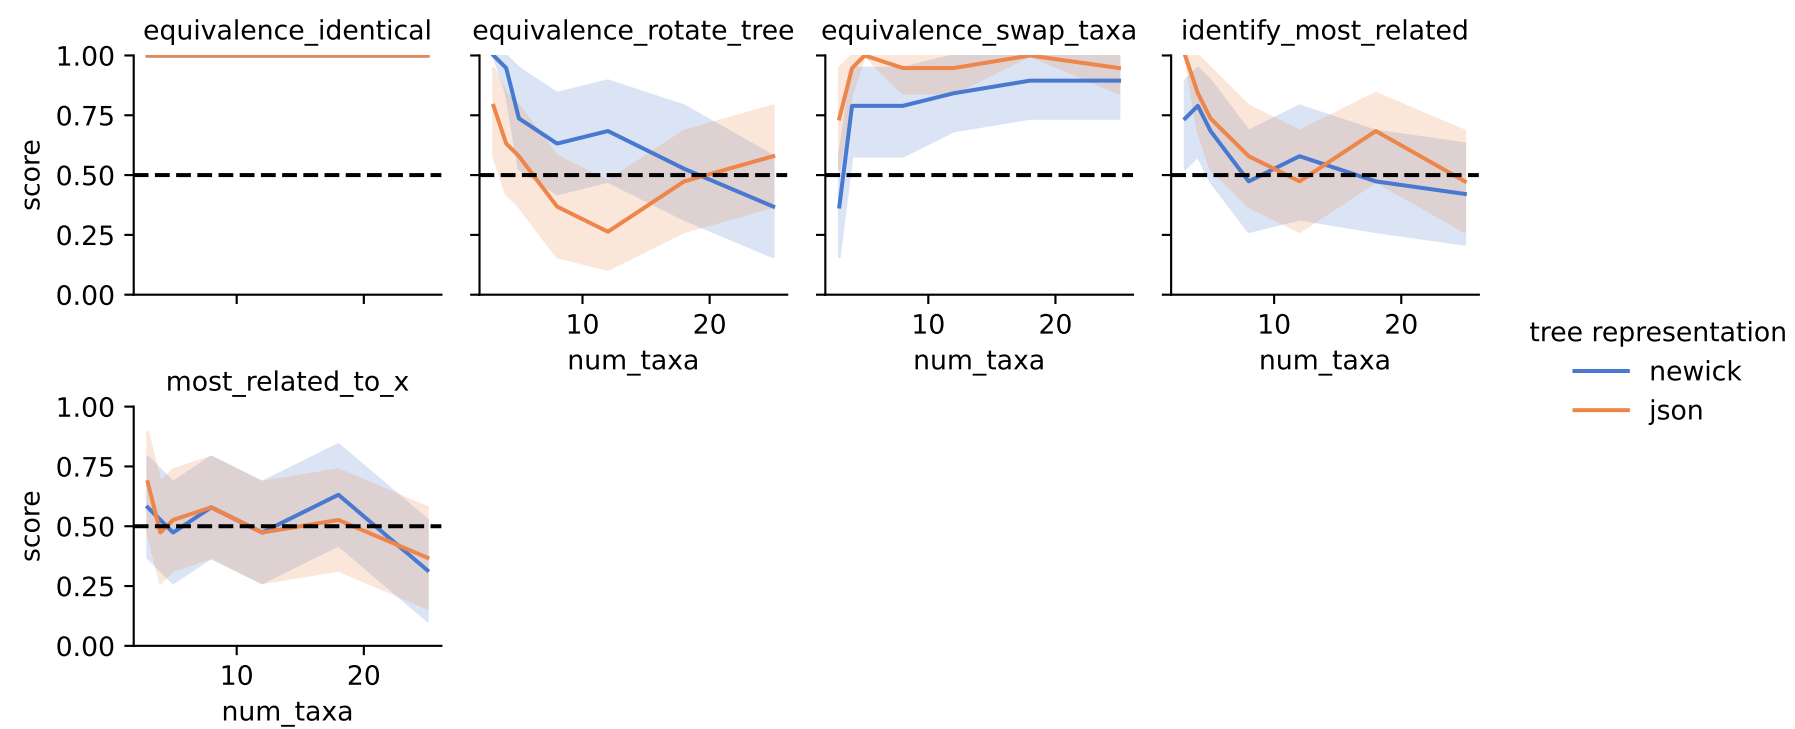 equivalence_identical
equivalence_rotate_tree
equivalence_swap_taxa
identify_most_related
1.00
0.75
0.50
0.25
0.00
score
10
20
num_taxa
10
20
num_taxa
10
20
num_taxa
most_related_to_x
1.00
0.75
0.50
0.25
0.00
score
10
20
num_taxa
tree representation
newick
json